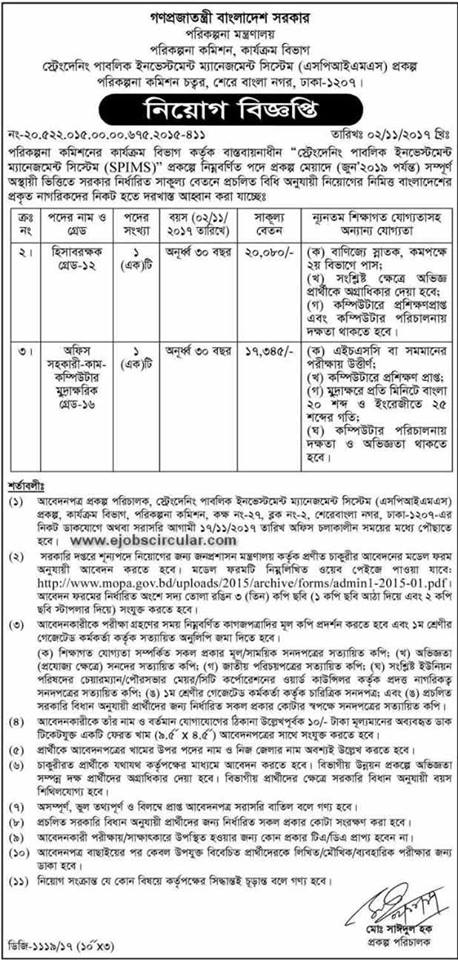 গণপ্রজাতন্ত্রী বাংলাদেশ সরকার
পরিকল্পনা মন্ত্রণালয়
পরিকল্পনা কমিশন, কার্যক্রম বিভাগ
স্ট্রেংদেনিং পাবলিক ইনভেস্টমেন্ট ম্যানেজমেন্ট সিস্টেম (এসপিআইএমএস) প্রকল্প
পরিকল্পনা কমিশন চত্বর, শেরে বাংলা নগর, ঢাকা-১২০৭।
নিয়োগ বিজ্ঞপ্তি
নং-২০.৫২২.০১৫.০০.০০.৬৭৫.২০১৫-৪১১ তারিখঃ ০২/১১/২০১৭ খ্রিঃ
পরিকল্পনা কমিশনের কার্যক্রম বিভাগ কর্তৃক বাস্তবায়নাধীন “স্ট্রেংদেনিং পাবলিক ইনভেস্টমেন্ট
ম্যানেজমেন্ট সিস্টেম (SPIMS)” প্রকল্পে নিম্নবর্ণিত পদে প্রকল্প মেয়াদে (জুন'২০১৯ পর্যন্ত) সম্পূর্ণ
অস্থায়ী ভিত্তিতে সরকার নির্ধারিত সাকূল্য বেতনে প্রচলিত বিধি অনুযায়ী নিয়োগের নিমিত্ত বাংলাদেশের
প্রকৃত নাগরিকদের নিকট হতে দরখাস্ত আহ্বান করা যাচ্ছে।
ক্রঃ নং পদের নাম ও গ্রেড পদের সংখ্যা বয়স (০২/১১/২০১৭ তারিখে) সাকূল্য বেতন ন্যূনতম শিক্ষাগত যোগ্যতাসহ অন্যান্য যোগ্যতা
২। হিসাবরক্ষক গ্রেড-১২ ১ (এক)টি অনূর্ধ্ব ৩০ বছর ২০,০৮০/- (ক) বাণিজ্যে স্নাতক, কমপক্ষে
২য় বিভাগে পাস;
(খ) সংশ্লিষ্ট ক্ষেত্রে অভিজ্ঞ
প্রার্থীকে অগ্রাধিকার দেয়া হবে;
(গ) কম্পিউটারে প্রশিক্ষণপ্রাপ্ত
এবং কম্পিউটার পরিচালনায়
দক্ষতা থাকতে হবে।
৩। অফিস সহকারী-কাম-কম্পিউটার মুদ্রাক্ষরিক গ্রেড-১৬ ১ (এক)টি অনূর্ধ্ব ৩০ বছর ১৭,৩৪৫/- (ক) এইচএসসি বা সমমানের
পরীক্ষায় উত্তীর্ণ;
(খ) কম্পিউটারে প্রশিক্ষণ প্রাপ্ত;
(গ) মুদ্রাক্ষরে প্রতি মিনিটে বাংলা
২০ শব্দ ও ইংরেজীতে ২৫
শব্দের গতি;
(ঘ) কম্পিউটার পরিচালনায়
দক্ষতা ও অভিজ্ঞতা থাকতে
হবে।
শর্তাবলীঃ
(১) আবেদনপত্র প্রকল্প পরিচালক, স্ট্রেংদেনিং পাবলিক ইনভেস্টমেন্ট ম্যানেজমেন্ট সিস্টেম (এসপিআইএমএস)
প্রকল্প, কার্যক্রম বিভাগ, পরিকল্পনা কমিশন, কক্ষ নং-২৭, ব্লক নং-২, শেরেবাংলা নগর, ঢাকা-১২০৭-এর
নিকট ডাকযোগে অথবা সরাসরি আগামী ১৭/১১/২০১৭ তারিখ অফিস চলাকালীন সময়ের মধ্যে পৌঁছাতে
হবে।
www.ejobscircular.com
(২) সরকারি দপ্তরে শূন্যপদে নিয়োগের জন্য জনপ্রশাসন মন্ত্রণালয় কর্তৃক প্রণীত চাকুরীর আবেদনের মডেল ফরম
অনুযায়ী আবেদন করতে হবে। মডেল ফরমটি নিম্নলিখিত ওয়েব পেইজে পাওয়া যাবে:
http://www.mopa.gov.bd/uploads/2015/archive/forms/admin1-2015-01.pdf।
আবেদন ফরমের নির্ধারিত অংশে সদ্য তোলা রঙিন ৩ (তিন) কপি ছবি (১ কপি ছবি আঠা দিয়ে এবং ২ কপি
ছবি স্টাপলার দিয়ে) সংযুক্ত করতে হবে।
(৩) আবেদনকারীকে পরীক্ষা গ্রহণের সময় নিম্নবর্ণিত কাগজপত্রাদির মূল কপি প্রদর্শন করতে হবে এবং ১ম শ্রেণীর
গেজেটেড কর্মকর্তা কর্তৃক সত্যায়িত অনুলিপি জমা দিতে হবে।
(ক) শিক্ষাগত যোগ্যতা সম্পর্কিত সকল প্রকার মূল/সাময়িক সনদপত্রের সত্যায়িত কপি; (খ) অভিজ্ঞতা
(প্রযোজ্য ক্ষেত্রে) সনদের সত্যায়িত কপি; (গ) জাতীয় পরিচয়পত্রের সত্যায়িত কপি; (ঘ) সংশ্লিষ্ট ইউনিয়ন
পরিষদের চেয়ারম্যান/পৌরসভার মেয়র/সিটি কর্পোরেশনের ওয়ার্ড কাউন্সিলর কর্তৃক প্রদত্ত নাগরিকত্ব
সনদপত্রের সত্যায়িত কপি; (ঙ) ১ম শ্রেণীর গেজেটেড কর্মকর্তা কর্তৃক চারিত্রিক সনদপত্র; এবং (ঙ) প্রচলিত
সরকারি বিধান অনুযায়ী প্রার্থীদের জন্য নির্ধারিত সকল প্রকার কোটার স্বপক্ষে সনদপত্রের সত্যায়িত কপি।
(৪) আবেদনকারীকে তাঁর নাম ও বর্তমান যোগাযোগের ঠিকানা উল্লেখপূর্বক ১০/- টাকা মূল্যমানের অব্যবহৃত ডাক
টিকেটযুক্ত একটি ফেরত খাম (৯.৫˝ x ৪.৫˝) আবেদনপত্রের সাথে সংযুক্ত করতে হবে।
(৫) প্রার্থীকে আবেদনপত্রের খামের উপর পদের নাম ও নিজ জেলার নাম অবশ্যই উল্লেখ করতে হবে।
(৬) চাকুরীরত প্রার্থীকে যথাযথ কর্তৃপক্ষের মাধ্যমে আবেদন করতে হবে। বিভাগীয় উন্নয়ন প্রকল্পে অভিজ্ঞতা
সম্পন্ন দক্ষ প্রার্থীদের অগ্রাধিকার দেয়া হবে। বিভাগীয় প্রার্থীদের ক্ষেত্রে সরকারি বিধান অনুযায়ী বয়স
শিথিলযোগ্য হবে।
(৭) অসম্পূর্ণ, ভুল তথ্যপূর্ণ ও বিলম্বে প্রাপ্ত আবেদনপত্র সরাসরি বাতিল বলে গণ্য হবে।
(৮) প্রচলিত সরকারি বিধান অনুযায়ী প্রার্থীদের জন্য নির্ধারিত সকল প্রকার কোটা সংরক্ষণ করা হবে।
(৯) আবেদনকারী পরীক্ষায়/সাক্ষাৎকারে উপস্থিত হওয়ার জন্য কোন প্রকার টিএ/ডিএ প্রাপ্য হবেন না।
(১০) আবেদনপত্র বাছাইয়ের পর কেবল উপযুক্ত বিবেচিত প্রার্থীদেরকে লিখিত/মৌখিক/ব্যবহারিক পরীক্ষার জন্য
ডাকা হবে।
(১১) নিয়োগ সংক্রান্ত যে কোন বিষয়ে কর্তৃপক্ষের সিদ্ধান্তই চূড়ান্ত বলে গণ্য হবে।
মোঃ সাঈদুল হক
প্রকল্প পরিচালক
ডিজি-১১১৯/১৭ (১০˝x৩)